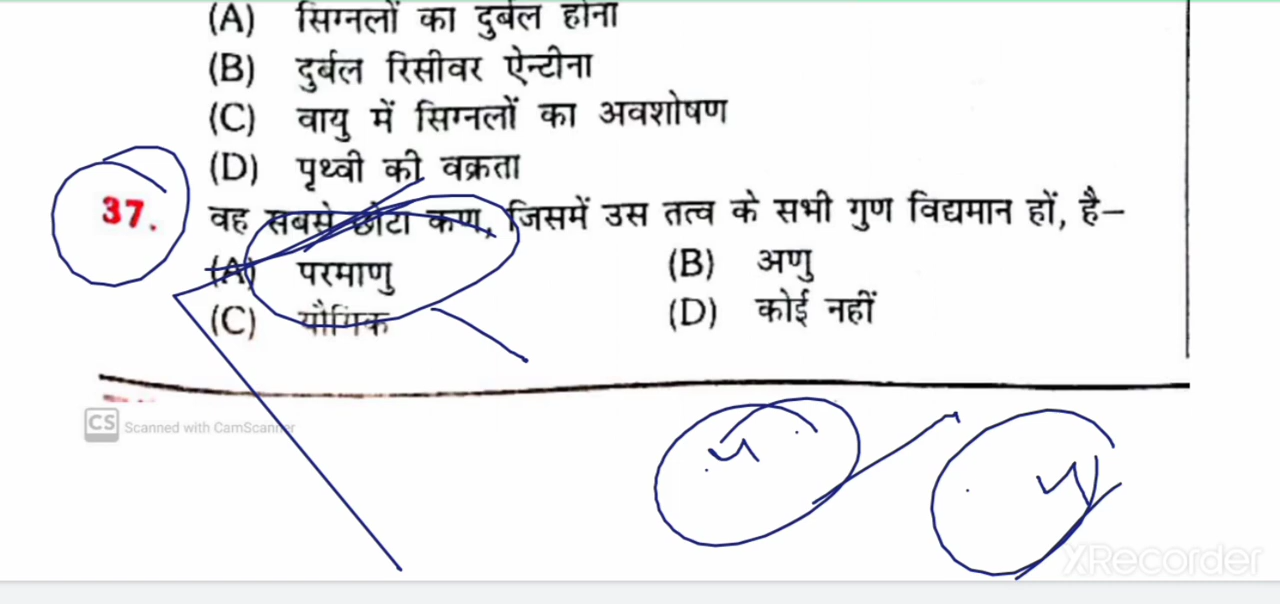 (A) सिग्नलों का दुर्बल होना
(B) दुर्बल रिसीवर ऐन्टीना
(C) वायु में सिग्नलों का अवशोषण
(D) पृथ्वी की वक्रता
37. वह सबसे छोटा कण, जिसमें उस तत्व के सभी गुण विद्यमान हों, है–
(A) परमाणु (B) अणु
(C) यौगिक (D) कोई नहीं
CS Scanned with CamScanner
XRecorder